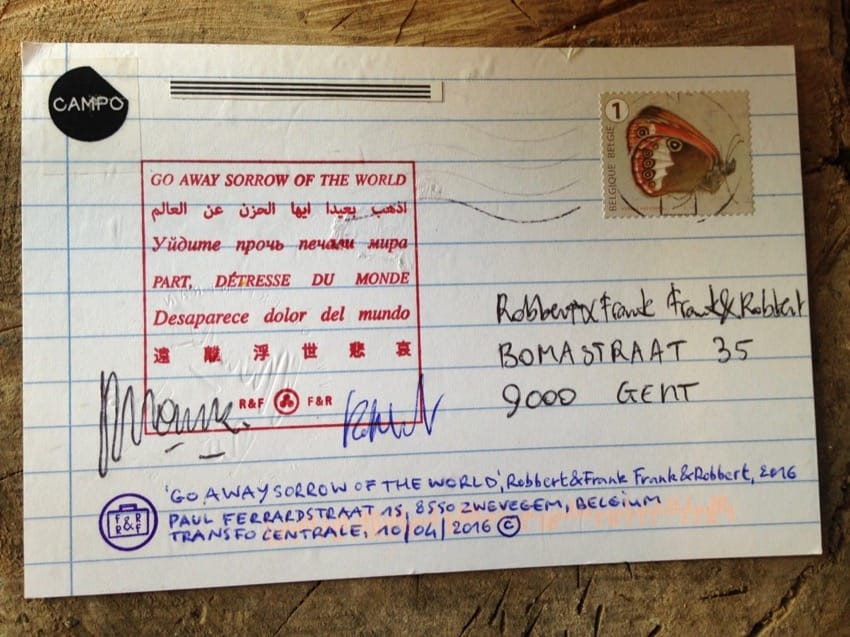 CAMPO
1
BELGIQUE BELGIE
GO AWAY SORROW OF THE WORLD
اذهب بعيدا ايها الحزن عن العالم
Уйдите прочь печали мира
PART, DÉTRESSE DU MONDE
Desaparece dolor del mundo
遠離浮世悲哀
R&F F&R
Robbert & Frank Frank & Robbert
BOMASTRAAT 35
9000 GENT
'GO AWAY SORROW OF THE WORLD', Robbert & Frank Frank & Robbert, 2016
PAUL FERRARDSTRAAT 15, 8550 ZWEVEGEM, BELGIUM
TRANSFO CENTRALE, 10/04/2016 ©